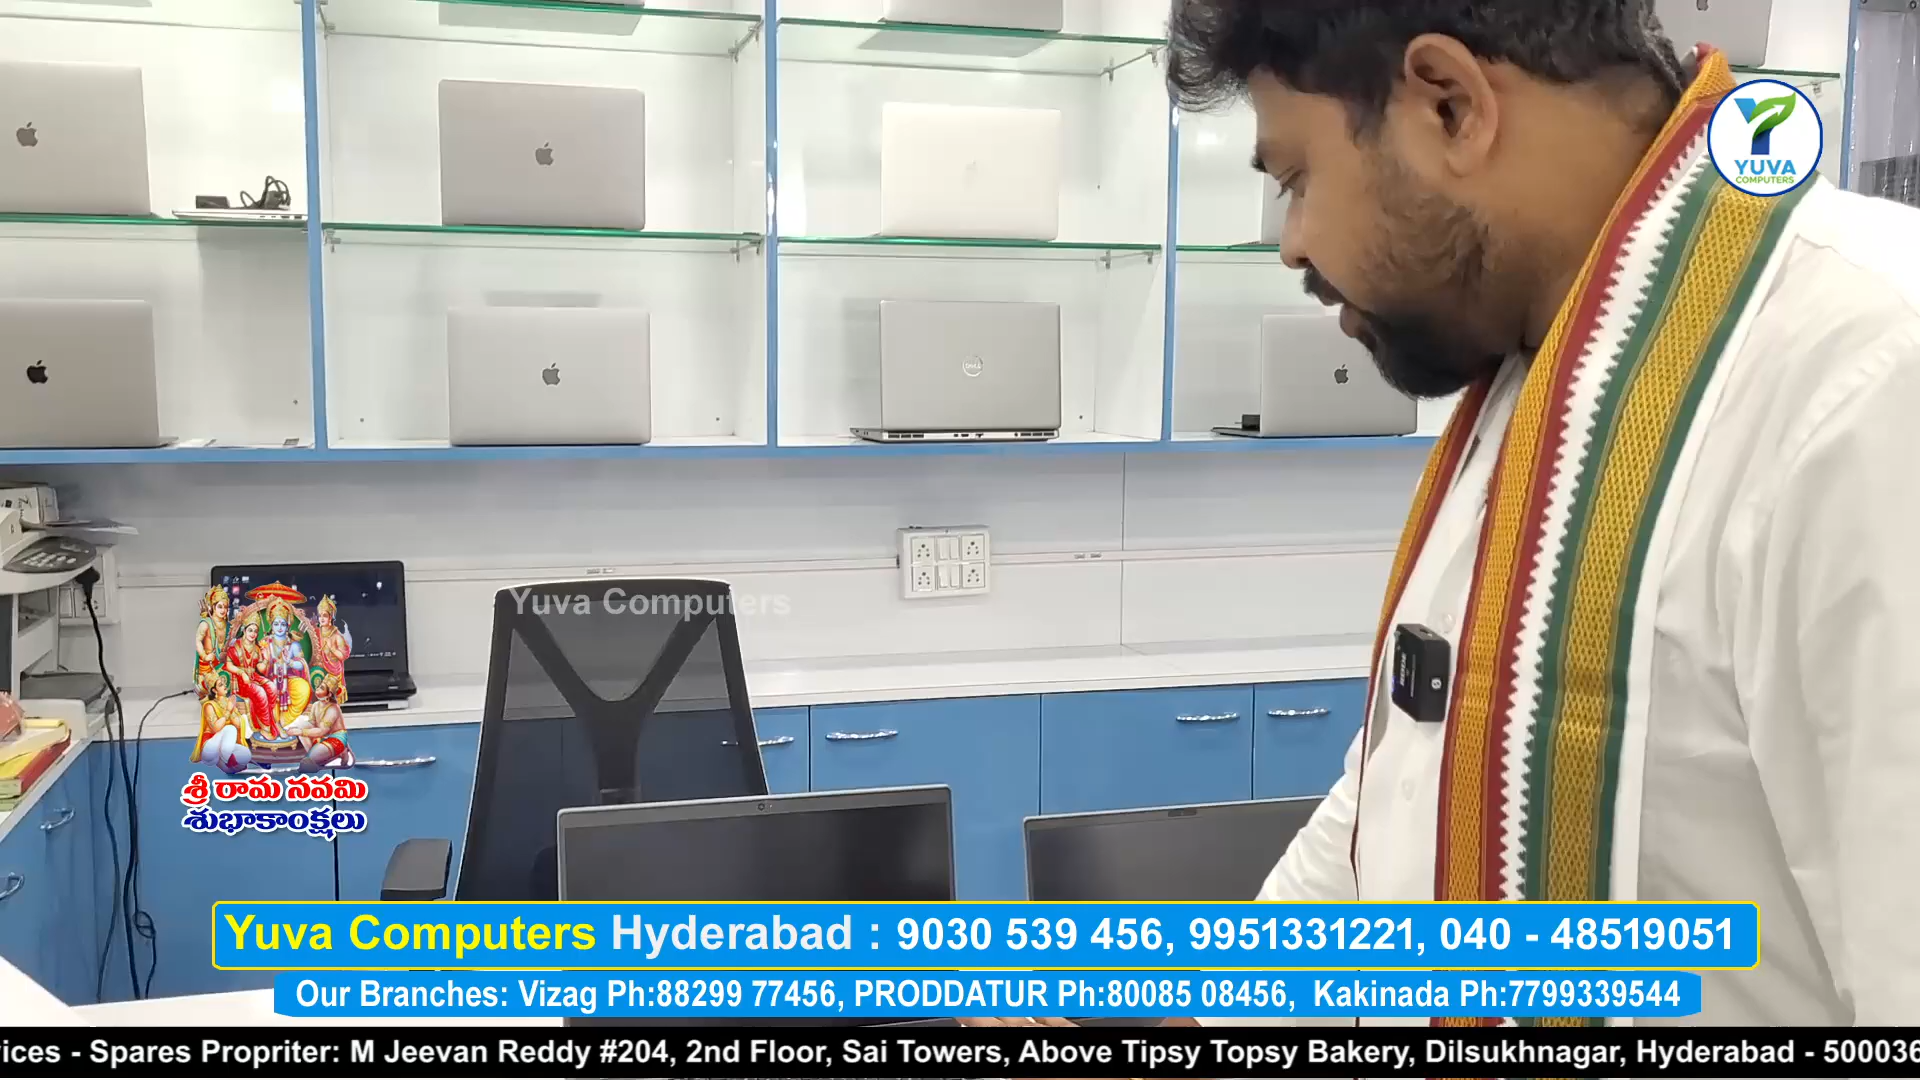 YUVA
COMPUTERS
DELL
Yuva Computers
శ్రీ రామ నవమి
శుభాకాంక్షలు
Yuva Computers Hyderabad : 9030 539 456, 9951331221, 040 - 48519051
Our Branches: Vizag Ph:88299 77456, PRODDATUR Ph:80085 08456, Kakinada Ph:7799339544
ices - Spares Propriter: M Jeevan Reddy #204, 2nd Floor, Sai Towers, Above Tipsy Topsy Bakery, Dilsukhnagar, Hyderabad - 500036